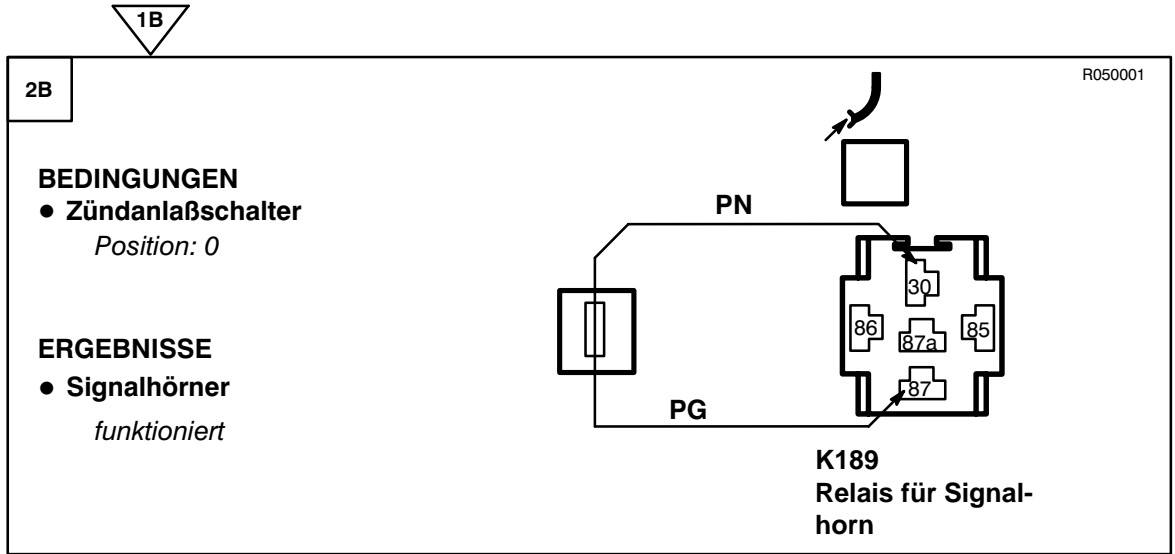 1B
2B
R050001
BEDINGUNGEN
● Zündanlaßschalter
Position: 0
ERGEBNISSE
● Signalhörner
funktioniert
PN
PG
30
86
87a
85
87
K189
Relais für Signal-
horn